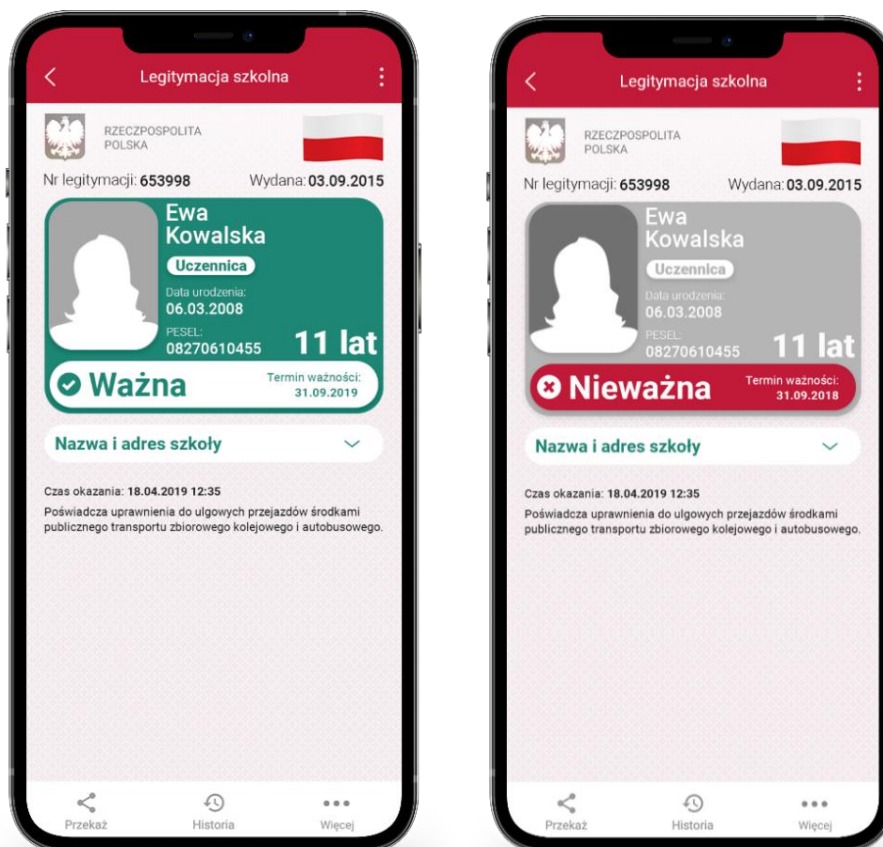 Legitymacja szkolna
RZECZPOSPOLITA
POLSKA
Nr legitymacji: 653998 Wydana: 03.09.2015
Ewa
Kowalska
Uczennica
Data urodzenia:
06.03.2008
PESEL:
08270610455
11 lat
Ważna
Termin ważności:
31.09.2019
Nazwa i adres szkoły
Czas okazania: 18.04.2019 12:35
Poświadcza uprawnienia do ulgowych przejazdów środkami
publicznego transportu zbiorowego kolejowego i autobusowego.
Przekaż Historia Więcej
Legitymacja szkolna
RZECZPOSPOLITA
POLSKA
Nr legitymacji: 653998 Wydana: 03.09.2015
Ewa
Kowalska
Uczennica
Data urodzenia:
06.03.2008
PESEL:
08270610455
11 lat
Nieważna
Termin ważności:
31.09.2018
Nazwa i adres szkoły
Czas okazania: 18.04.2019 12:35
Poświadcza uprawnienia do ulgowych przejazdów środkami
publicznego transportu zbiorowego kolejowego i autobusowego.
Przekaż Historia Więcej